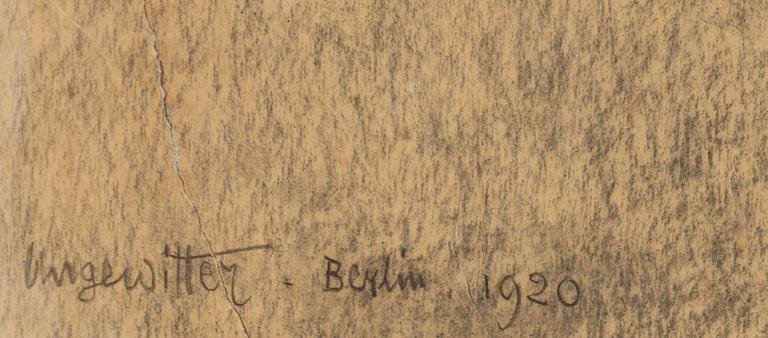 Ungewitter - Berlin. 1920